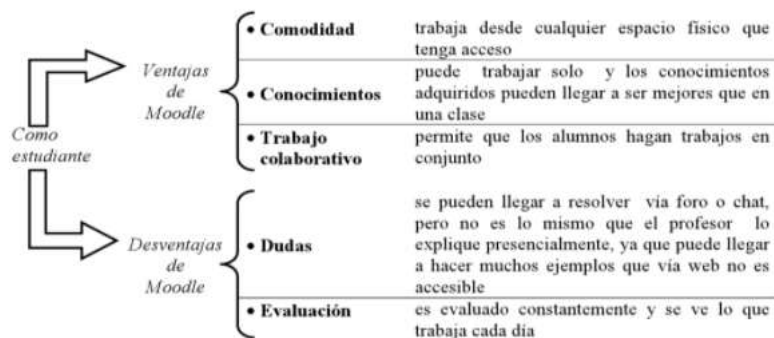 Como
estudiante
Ventajas
de
Moodle
• Comodidad
trabaja desde cualquier espacio físico que
tenga acceso
• Conocimientos
puede trabajar solo y los conocimientos
adquiridos pueden llegar a ser mejores que en
una clase
• Trabajo
colaborativo
permite que los alumnos hagan trabajos en
conjunto
Desventajas
de
Moodle
• Dudas
se pueden llegar a resolver vía foro o chat,
pero no es lo mismo que el profesor lo
explique presencialmente, ya que puede llegar
a hacer muchos ejemplos que vía web no es
accesible
• Evaluación
es evaluado constantemente y se ve lo que
trabaja cada día